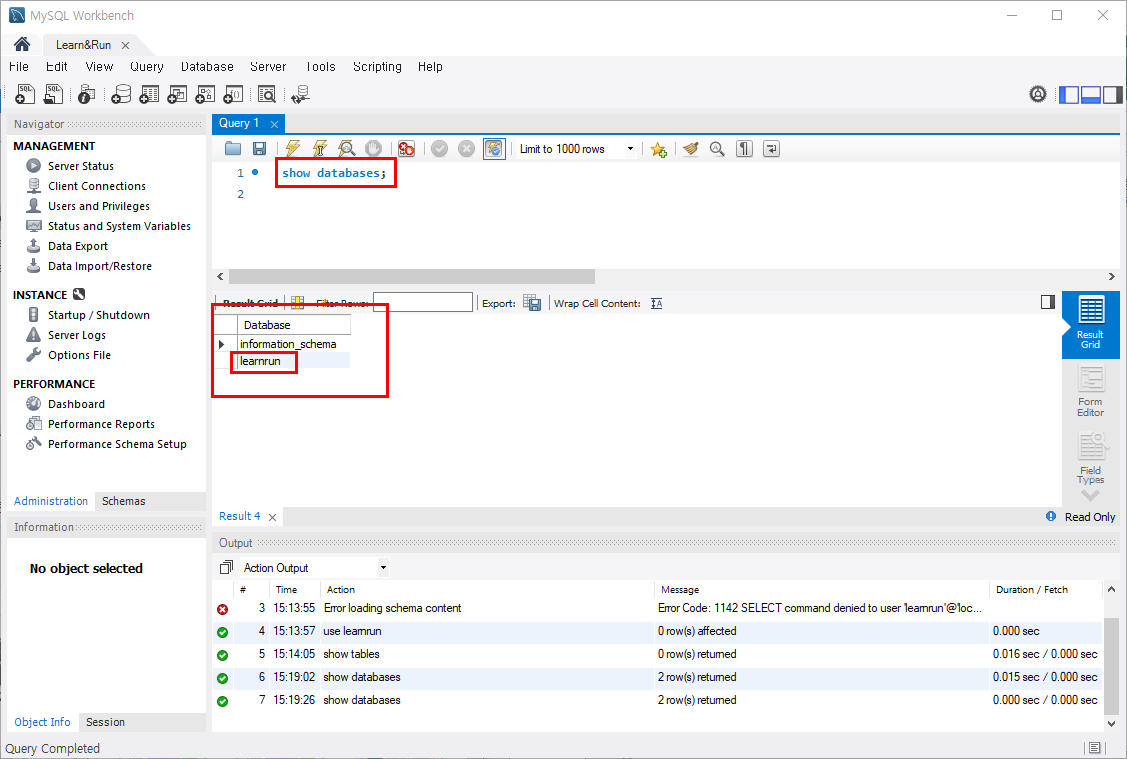 MySQL Workbench
Learn&Run
File Edit View Query Database Server Tools Scripting Help
Navigator
MANAGEMENT
Server Status
Client Connections
Users and Privileges
Status and System Variables
Data Export
Data Import/Restore
INSTANCE
Startup / Shutdown
Server Logs
Options File
PERFORMANCE
Dashboard
Performance Reports
Performance Schema Setup
Administration Schemas
Information
No object selected
Object Info Session
Query 1
Limit to 1000 rows
1 show databases;
2
Result Grid Filter Rows: Export: Wrap Cell Content:
Database
information_schema
learnrun
Result Grid
Form Editor
Field Types
Result 4
Read Only
Output
Action Output
# Time Action Message Duration / Fetch
3 15:13:55 Error loading schema content Error Code: 1142 SELECT command denied to user 'learnrun'@'loc...
4 15:13:57 use learnrun 0 row(s) affected 0.000 sec
5 15:14:05 show tables 0 row(s) returned 0.016 sec / 0.000 sec
6 15:19:02 show databases 2 row(s) returned 0.015 sec / 0.000 sec
7 15:19:26 show databases 2 row(s) returned 0.000 sec / 0.000 sec
Query Completed